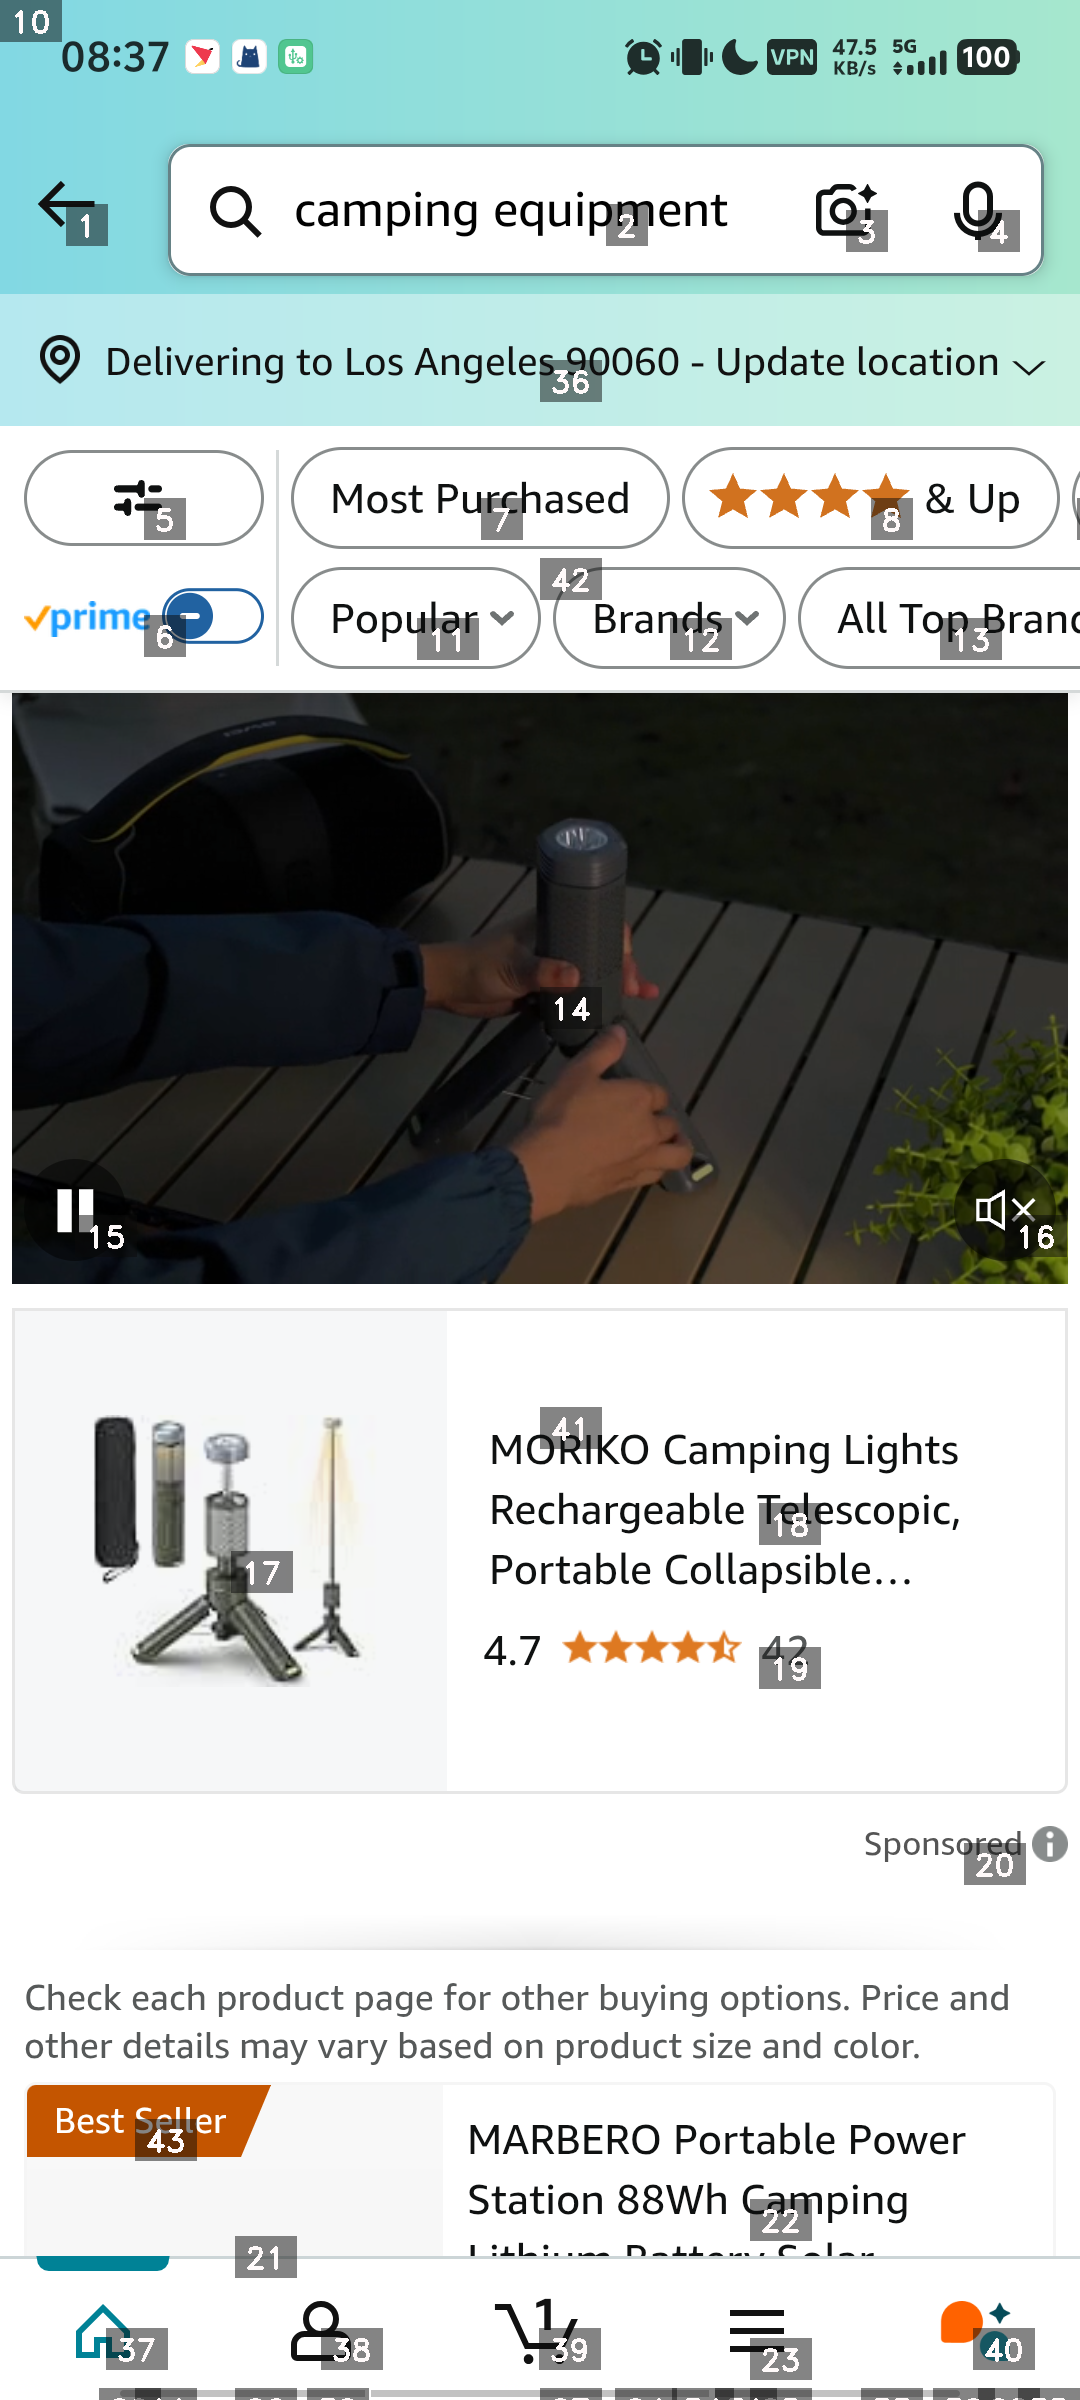 08:37
VPN
47.5
KB/s
5G
100
camping equipment
Delivering to Los Angeles 90060 - Update location
Most Purchased
& Up
prime
Popular
Brands
All Top Brand
MORIKO Camping Lights
Rechargeable Telescopic,
Portable Collapsible...
4.7
42
Sponsored
Check each product page for other buying options. Price and
other details may vary based on product size and color.
Best Seller
MARBERO Portable Power
Station 88Wh Camping
Lithium Battery Solar
1
10
1
2
3
4
36
5
7
8
42
6
11
12
13
14
15
16
41
17
18
19
20
43
22
21
37
38
39
23
40